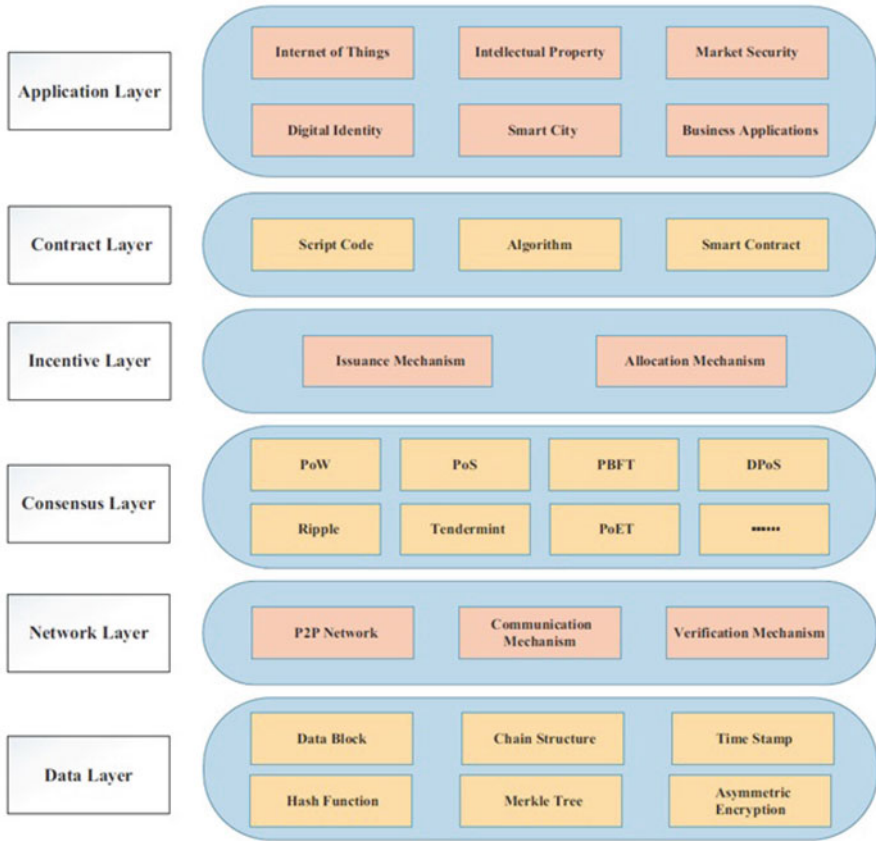 Application Layer
Internet of Things
Intellectual Property
Market Security
Digital Identity
Smart City
Business Applications
Contract Layer
Script Code
Algorithm
Smart Contract
Incentive Layer
Issuance Mechanism
Allocation Mechanism
Consensus Layer
PoW
PoS
PBFT
DPoS
Ripple
Tendermint
PoET
......
Network Layer
P2P Network
Communication
Mechanism
Verification Mechanism
Data Layer
Data Block
Chain Structure
Time Stamp
Hash Function
Merkle Tree
Asymmetric
Encryption